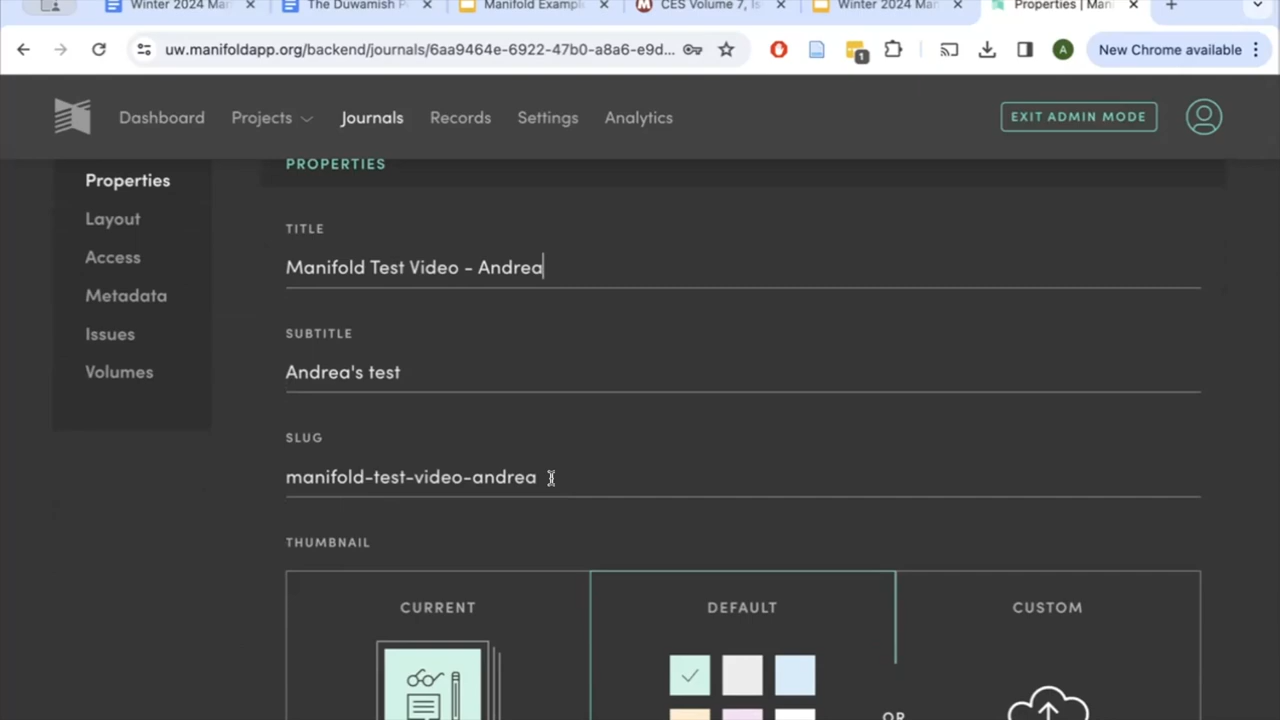 Winter 2024 Man
The Duwamish P
Manifold Exampl
CES Volume 7, Is
Winter 2024 Man
Properties | Mani
uw.manifoldapp.org/backend/journals/6aa9464e-6922-47b0-a8a6-e9d...
1
A
New Chrome available
Dashboard
Projects
Journals
Records
Settings
Analytics
EXIT ADMIN MODE
Properties
Layout
Access
Metadata
Issues
Volumes
PROPERTIES
TITLE
Manifold Test Video - Andrea
SUBTITLE
Andrea's test
SLUG
manifold-test-video-andrea
THUMBNAIL
CURRENT
DEFAULT
CUSTOM
OR